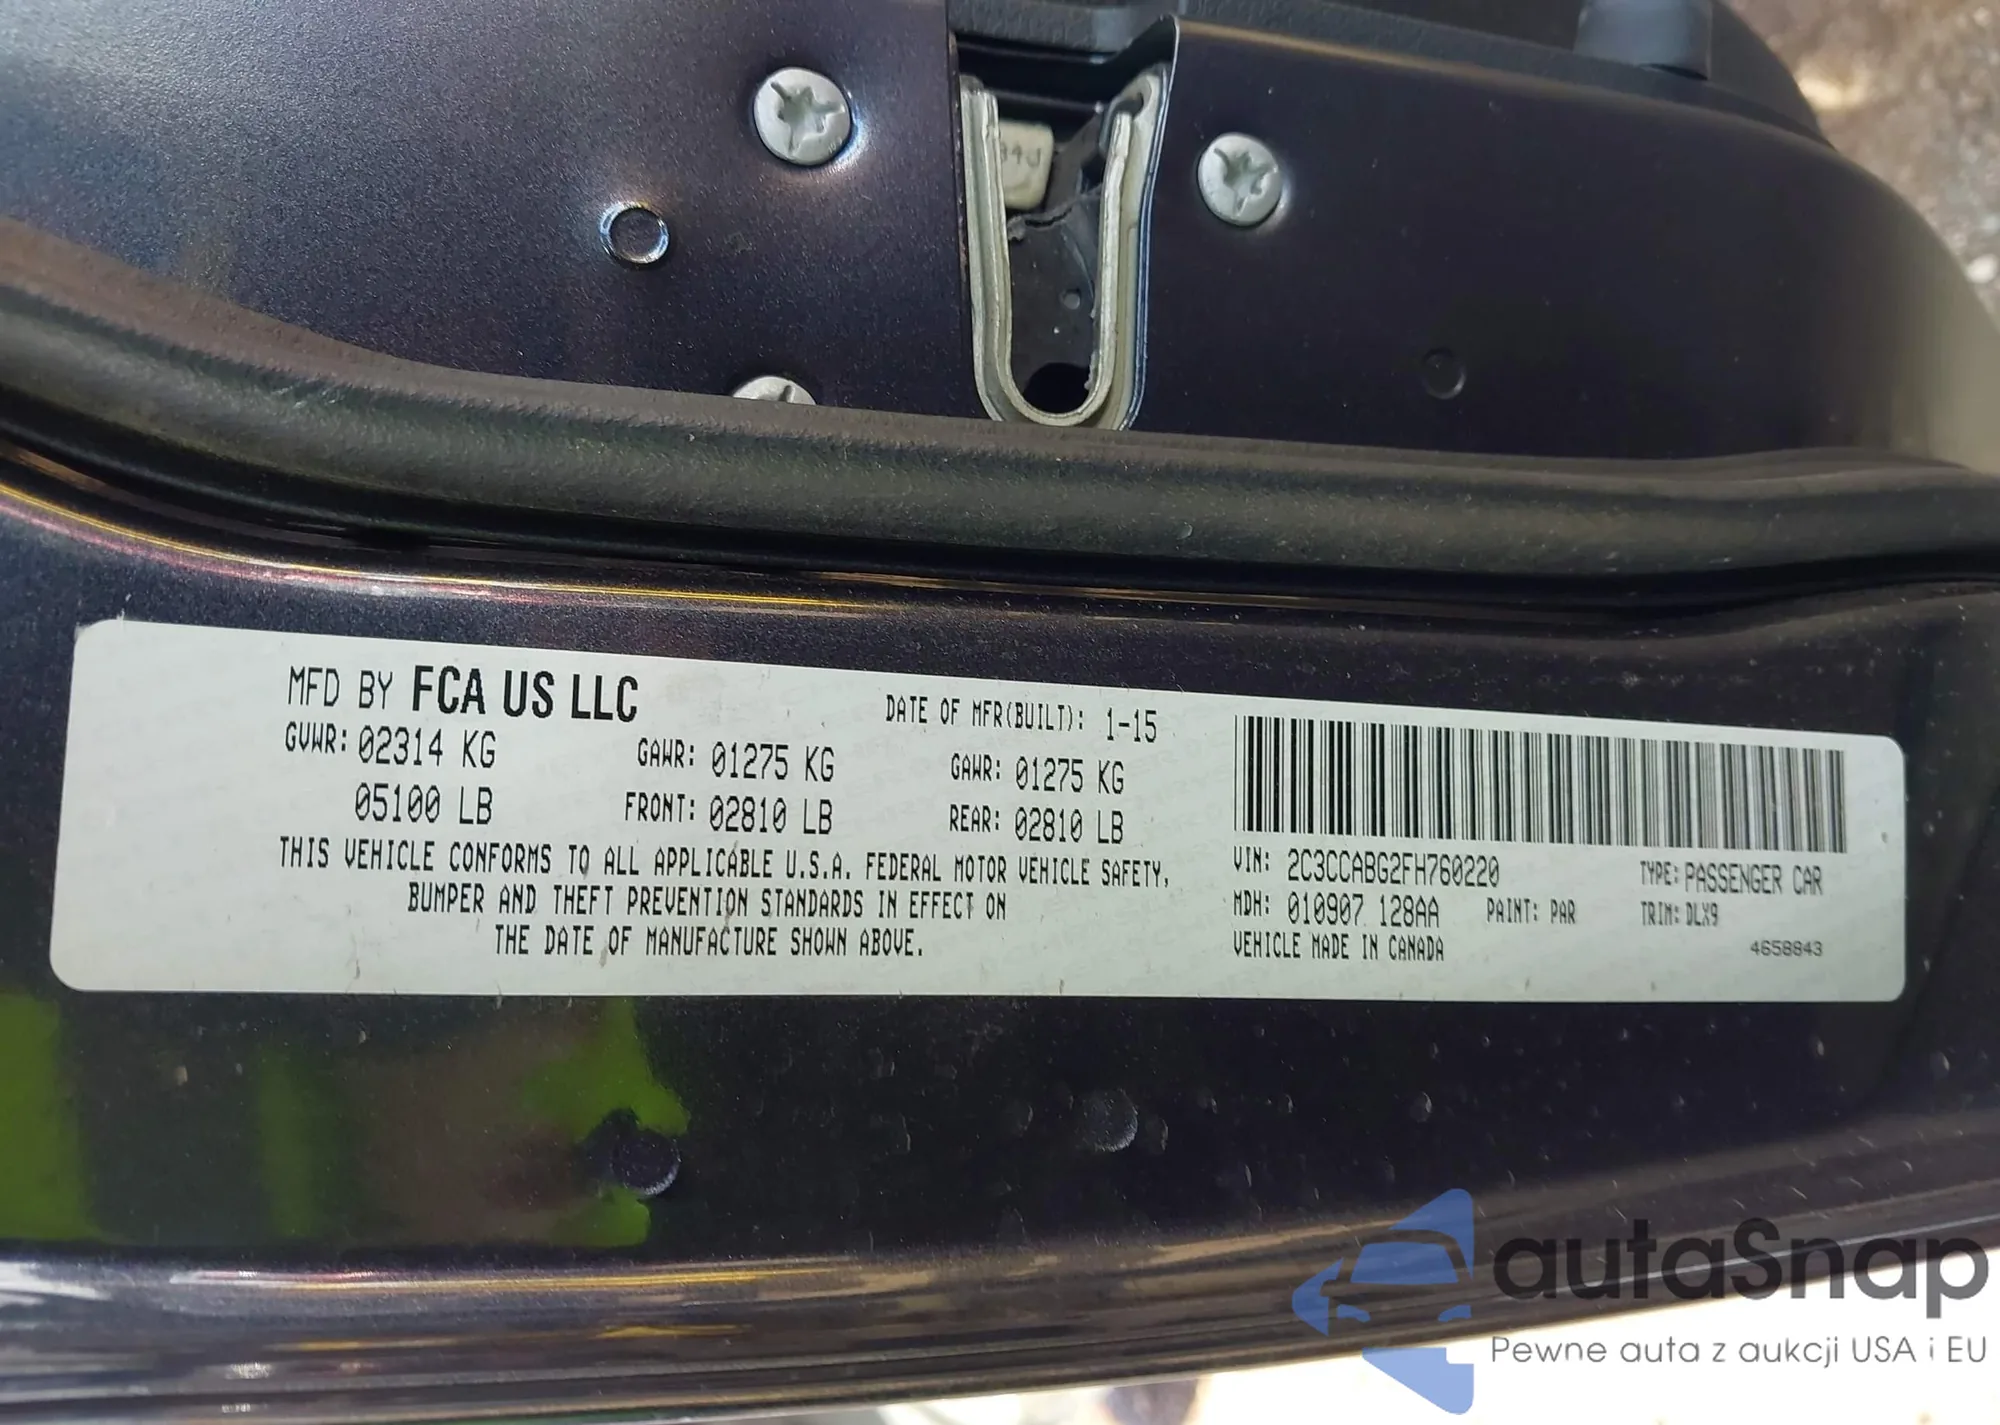 MFD BY FCA US LLC
DATE OF MFR(BUILT): 1-15
GVWR: 02314 KG
GAWR: 01275 KG
GAWR: 01275 KG
05100 LB
FRONT: 02810 LB
REAR: 02810 LB
THIS VEHICLE CONFORMS TO ALL APPLICABLE U.S.A. FEDERAL MOTOR VEHICLE SAFETY,
BUMPER AND THEFT PREVENTION STANDARDS IN EFFECT ON
THE DATE OF MANUFACTURE SHOWN ABOVE.
VIN: 2C3CCABG2FH760220
TYPE: PASSENGER CAR
MDH: 010907 128AA
PAINT: PAR
TRIM: DLX9
VEHICLE MADE IN CANADA
4658843
autaSnap
Pewne auta z aukcji USA i EU